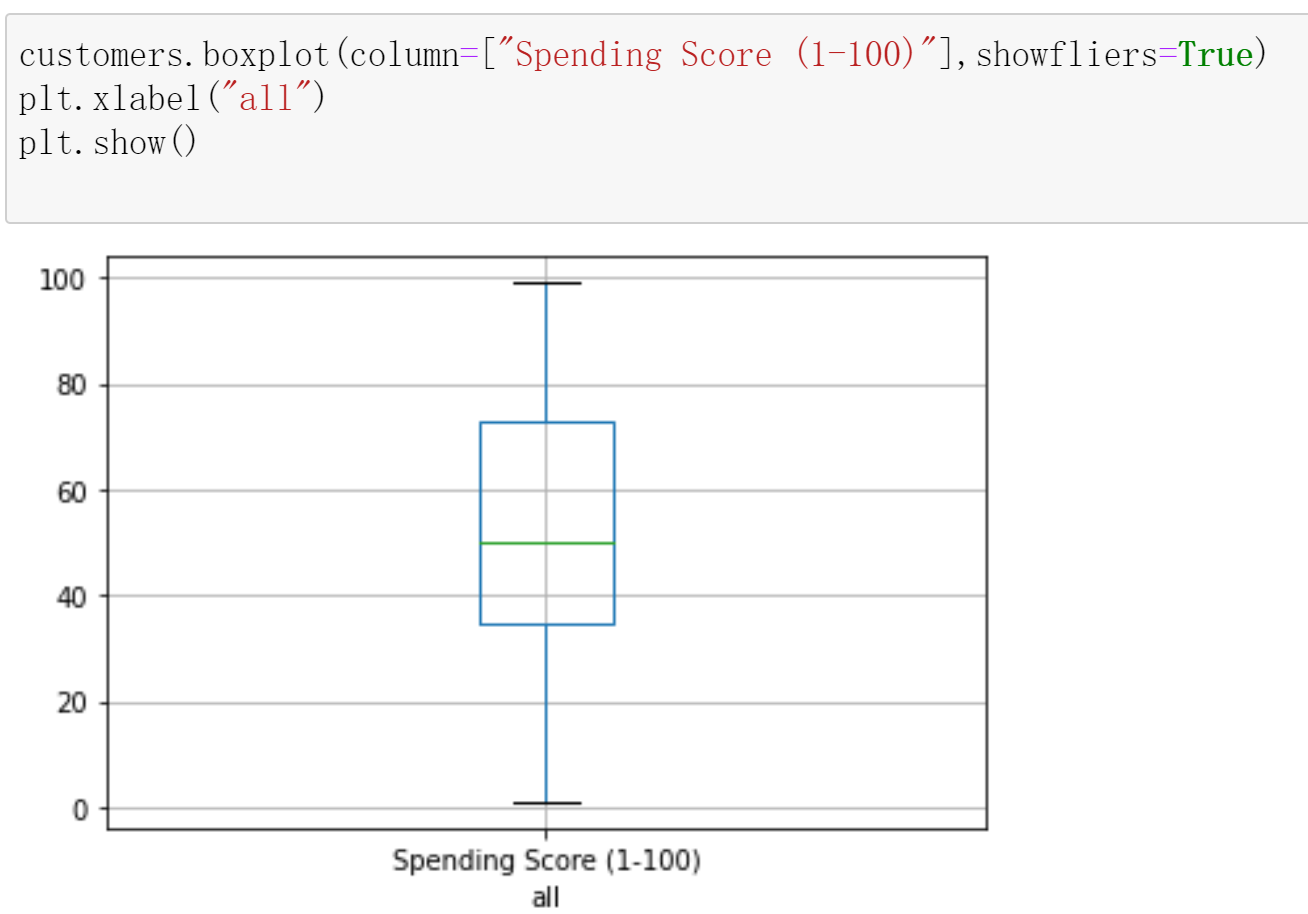 customers.boxplot(column=["Spending Score (1-100)"],showfliers=True)
plt.xlabel("all")
plt.show()
100
80
60
40
20
0
Spending Score (1-100)
all